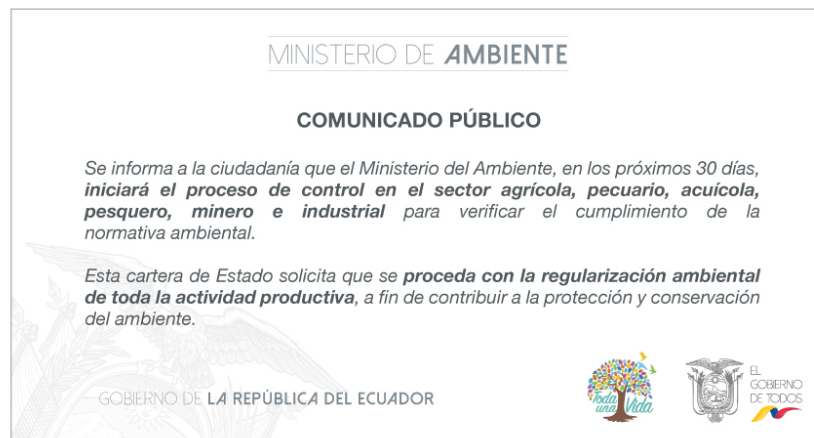 MINISTERIO DE AMBIENTE
COMUNICADO PÚBLICO
Se informa a la ciudadanía que el Ministerio del Ambiente, en los próximos 30 días,
iniciará el proceso de control en el sector agrícola, pecuario, acuícola,
pesquero, minero e industrial para verificar el cumplimiento de la
normativa ambiental.
Esta cartera de Estado solicita que se proceda con la regularización ambiental
de toda la actividad productiva, a fin de contribuir a la protección y conservación
del ambiente.
GOBIERNO DE LA REPÚBLICA DEL ECUADOR
Toda
una Vida
EL
GOBIERNO
DE TODOS